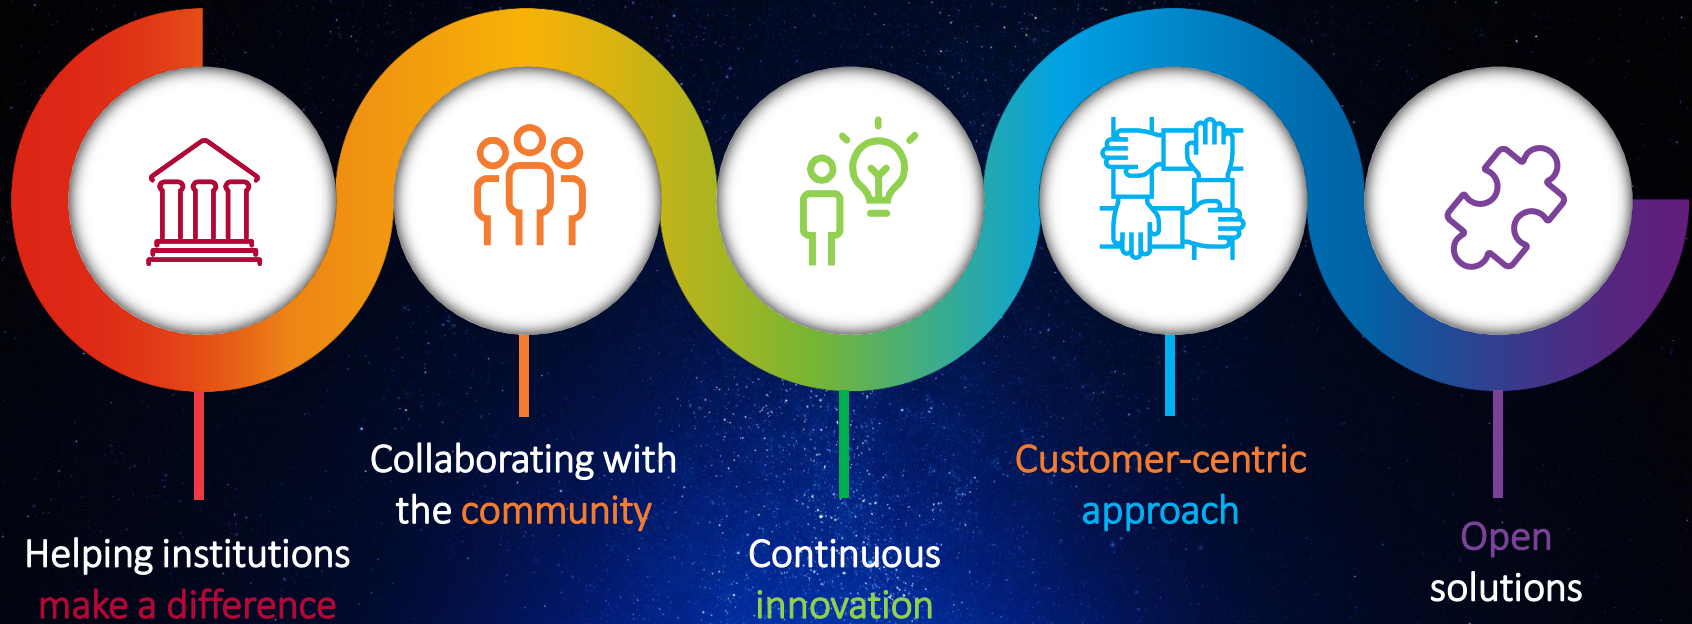 Helping institutions
make a difference
Collaborating with
the community
Continuous
innovation
Customer-centric
approach
Open
solutions